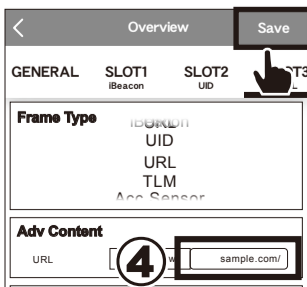 Overview Save
GENERAL SLOT1 SLOT2
iBeacon UID
Frame Type
UID
URL
TLM
Acc Sensor
Adv Content
URL sample.com/
④